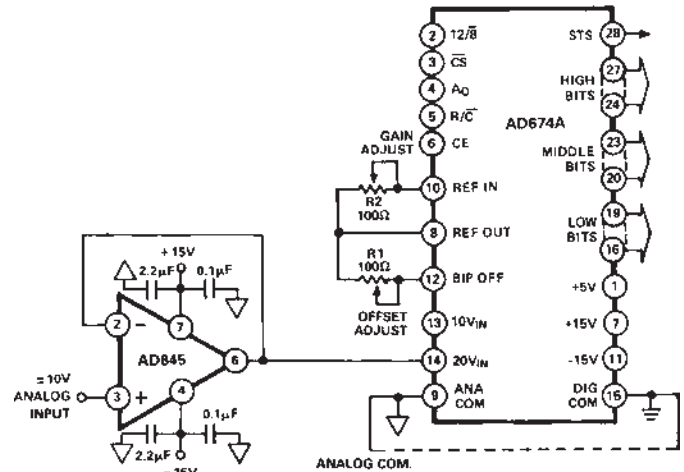 2 12/8̅ STS 28
3 C̅S̅ 27
HIGH
BITS
4 A0 24
5 R/C̅ AD674A
GAIN
ADJUST
6 CE 23
MIDDLE
BITS
R2
100Ω
10 REF IN 20
8 REF OUT 19
LOW
BITS
16
R1
100Ω
12 BIP OFF
+5V 1
OFFSET
ADJUST
13 10VIN +15V 7
14 20VIN -15V 11
9 ANA
COM
DIG
COM
15
+15V
2.2µF 0.1µF
2 − 7
AD845 6
±10V
ANALOG
INPUT
3 + 4
0.1µF
2.2µF
−15V
ANALOG COM.